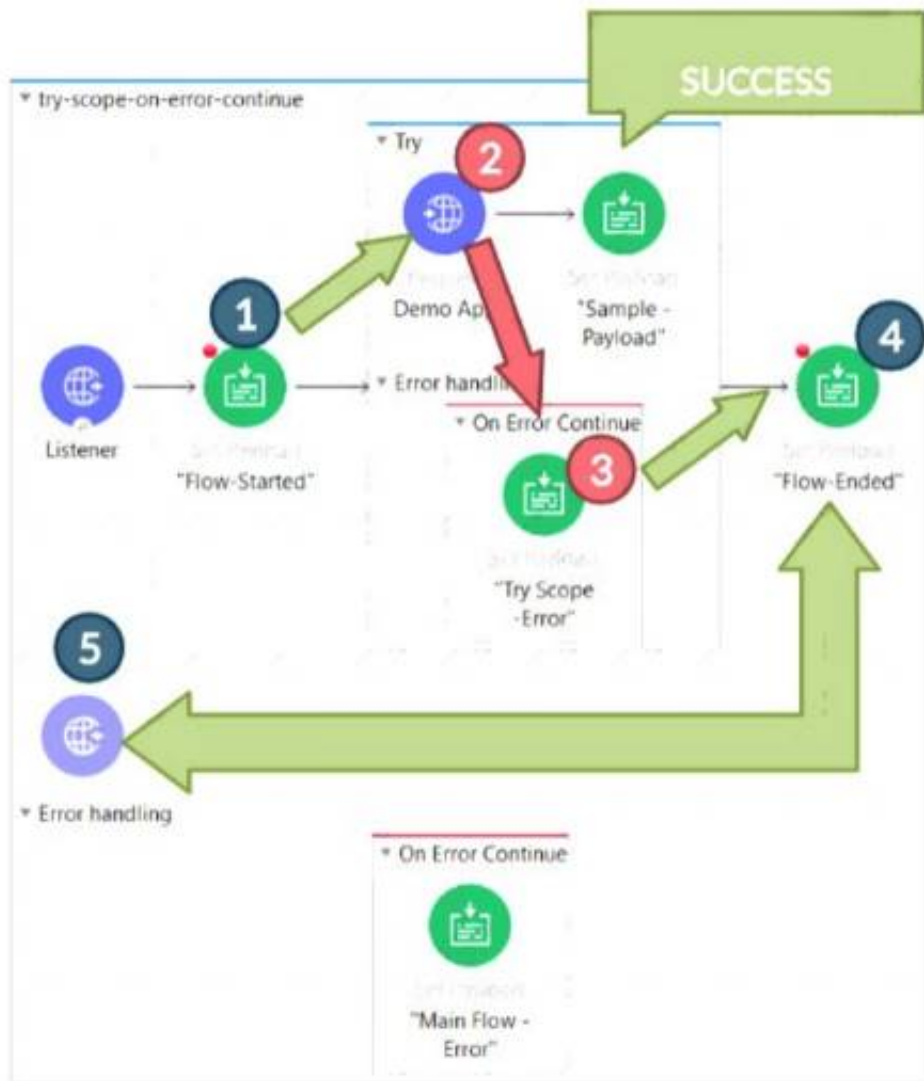 SUCCESS
try-scope-on-error-continue
Try
2
1
Demo Ap
"Sample -
Payload"
4
Error handlin
On Error Continue
Listener
"Flow-Started"
3
"Flow-Ended"
"Try Scope
-Error"
5
Error handling
On Error Continue
"Main Flow -
Error"